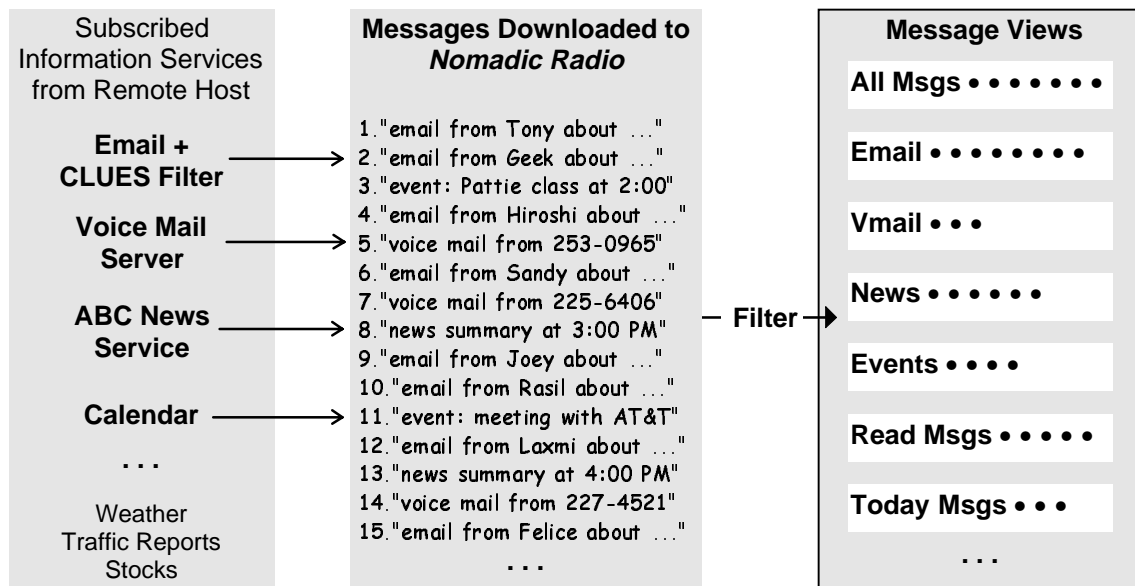 Subscribed
Information Services
from Remote Host
Email +
CLUES Filter
Voice Mail
Server
ABC News
Service
Calendar
. . .
Weather
Traffic Reports
Stocks
Messages Downloaded to
Nomadic Radio
1."email from Tony about ..."
2."email from Geek about ..."
3."event: Pattie class at 2:00"
4."email from Hiroshi about ..."
5."voice mail from 253-0965"
6."email from Sandy about ..."
7."voice mail from 225-6406"
8."news summary at 3:00 PM"
9."email from Joey about ..."
10."email from Rasil about ..."
11."event: meeting with AT&T"
12."email from Laxmi about ..."
13."news summary at 4:00 PM"
14."voice mail from 227-4521"
15."email from Felice about ..."
. . .
Filter
Message Views
All Msgs • • • • • • •
Email • • • • • • • •
Vmail • • •
News • • • • • •
Events • • • •
Read Msgs • • • • •
Today Msgs • • •
. . .